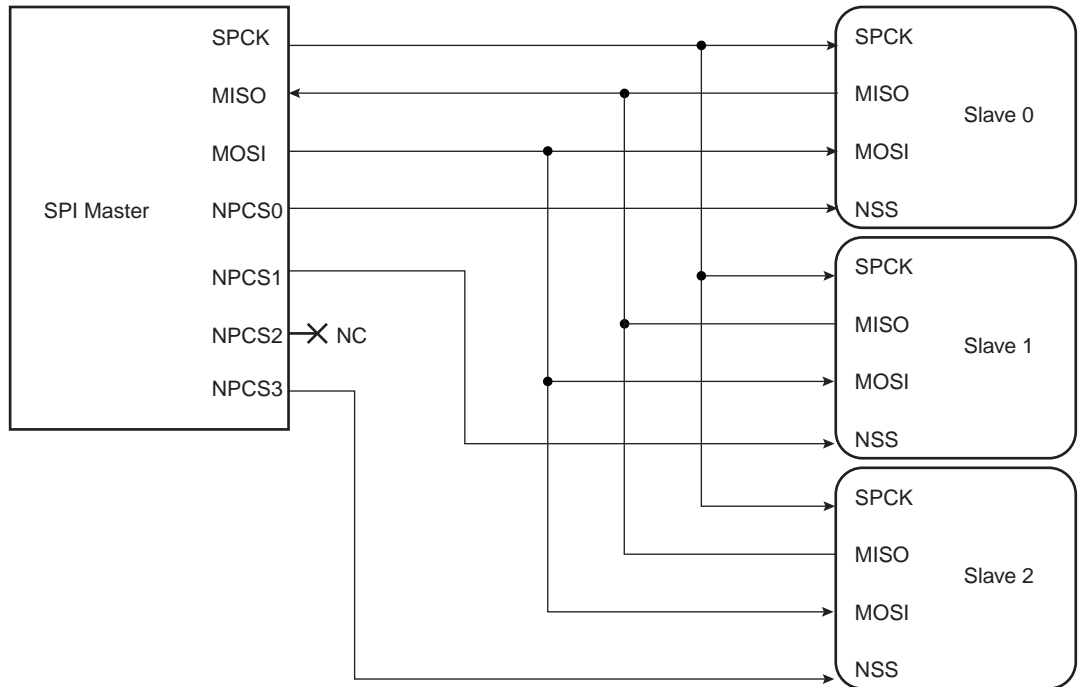 SPI Master
SPCK
MISO
MOSI
NPCS0
NPCS1
NPCS2
NC
NPCS3
SPCK
MISO
Slave 0
MOSI
NSS
SPCK
MISO
Slave 1
MOSI
NSS
SPCK
MISO
Slave 2
MOSI
NSS